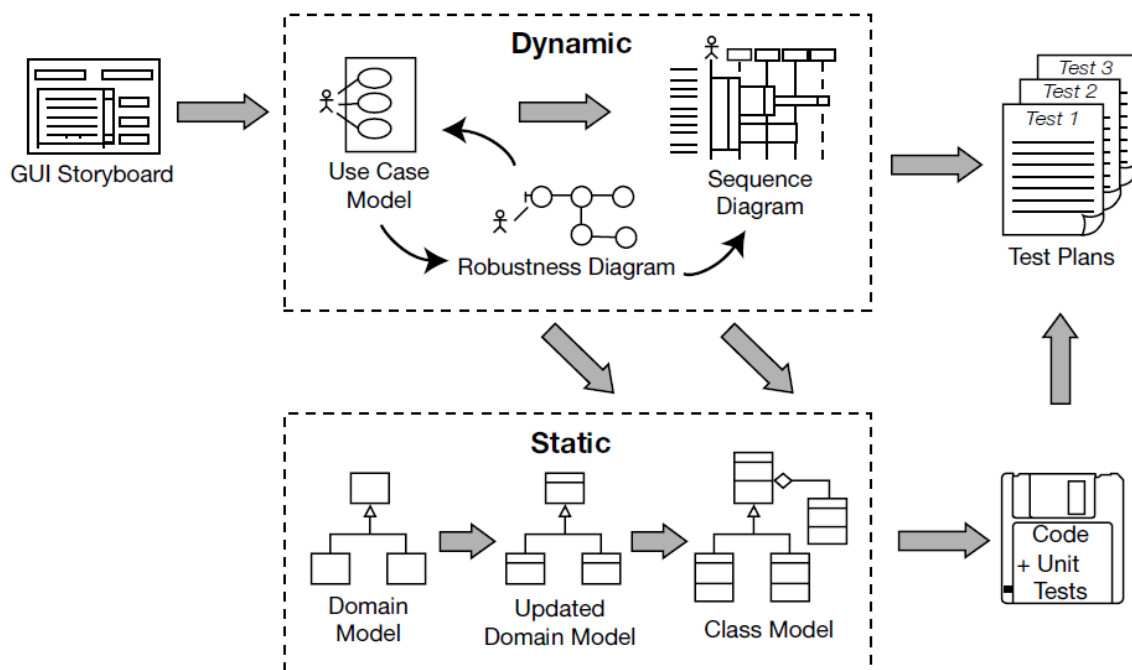 Dynamic
GUI Storyboard
Use Case
Model
Robustness Diagram
Sequence
Diagram
Test 3
Test 2
Test 1
Test Plans
Static
Domain
Model
Updated
Domain Model
Class Model
Code
+ Unit
Tests